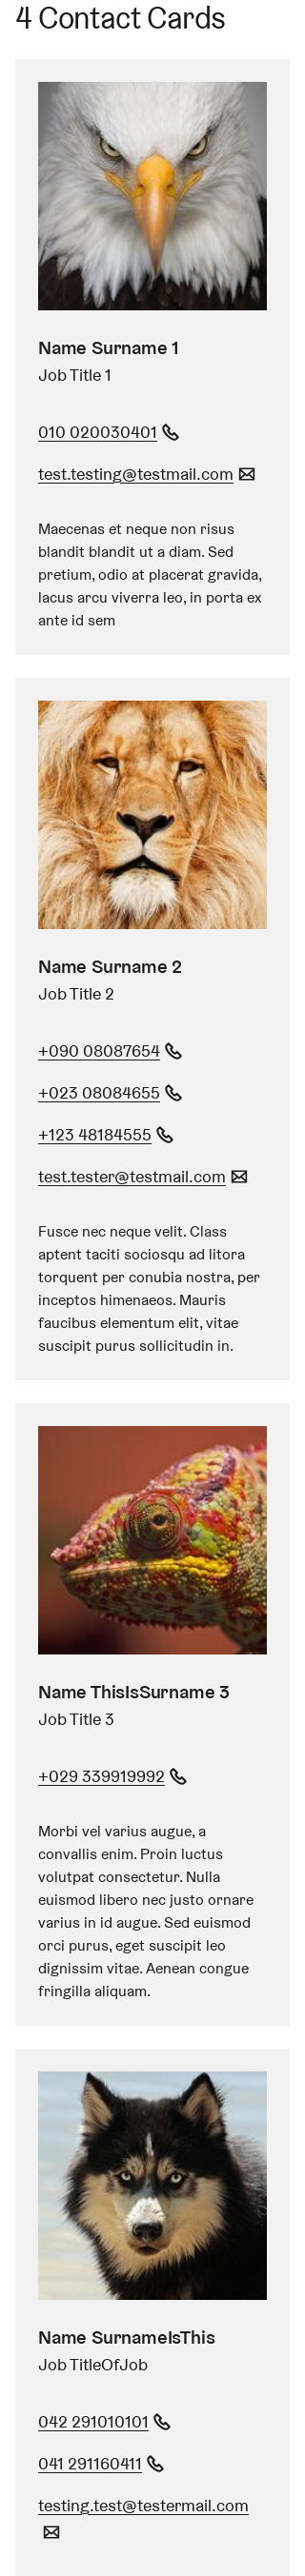 4 Contact Cards
Name Surname 1
Job Title 1
010 020030401
test.testing@testmail.com
Maecenas et neque non risus
blandit blandit ut a diam. Sed
pretium, odio at placerat gravida,
lacus arcu viverra leo, in porta ex
ante id sem
Name Surname 2
Job Title 2
+090 08087654
+023 08084655
+123 48184555
test.tester@testmail.com
Fusce nec neque velit. Class
aptent taciti sociosqu ad litora
torquent per conubia nostra, per
inceptos himenaeos. Mauris
faucibus elementum elit, vitae
suscipit purus sollicitudin in.
Name ThisIsSurname 3
Job Title 3
+029 339919992
Morbi vel varius augue, a
convallis enim. Proin luctus
volutpat consectetur. Nulla
euismod libero nec justo ornare
varius in id augue. Sed euismod
orci purus, eget suscipit leo
dignissim vitae. Aenean congue
fringilla aliquam.
Name SurnameIsThis
Job TitleOfJob
042 291010101
041 291160411
testing.test@testermail.com